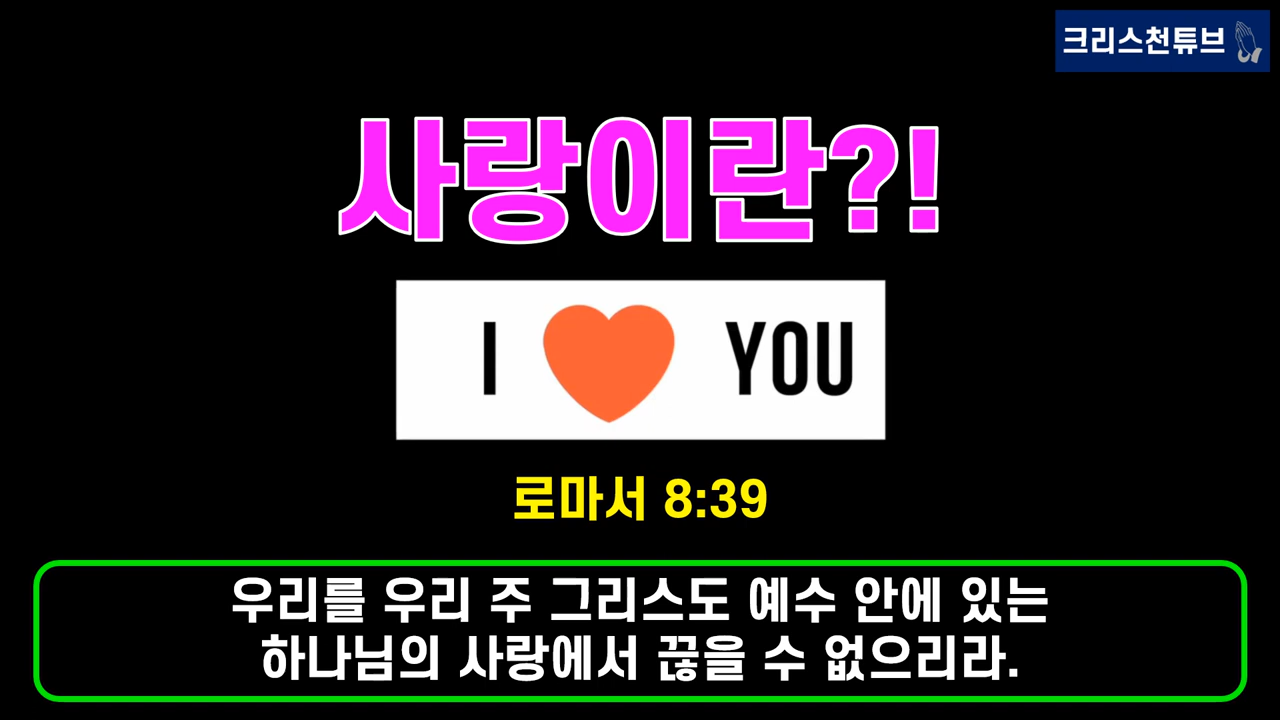 크리스천튜브
사랑이란?!
I YOU
로마서 8:39
우리를 우리 주 그리스도 예수 안에 있는
하나님의 사랑에서 끊을 수 없으리라.